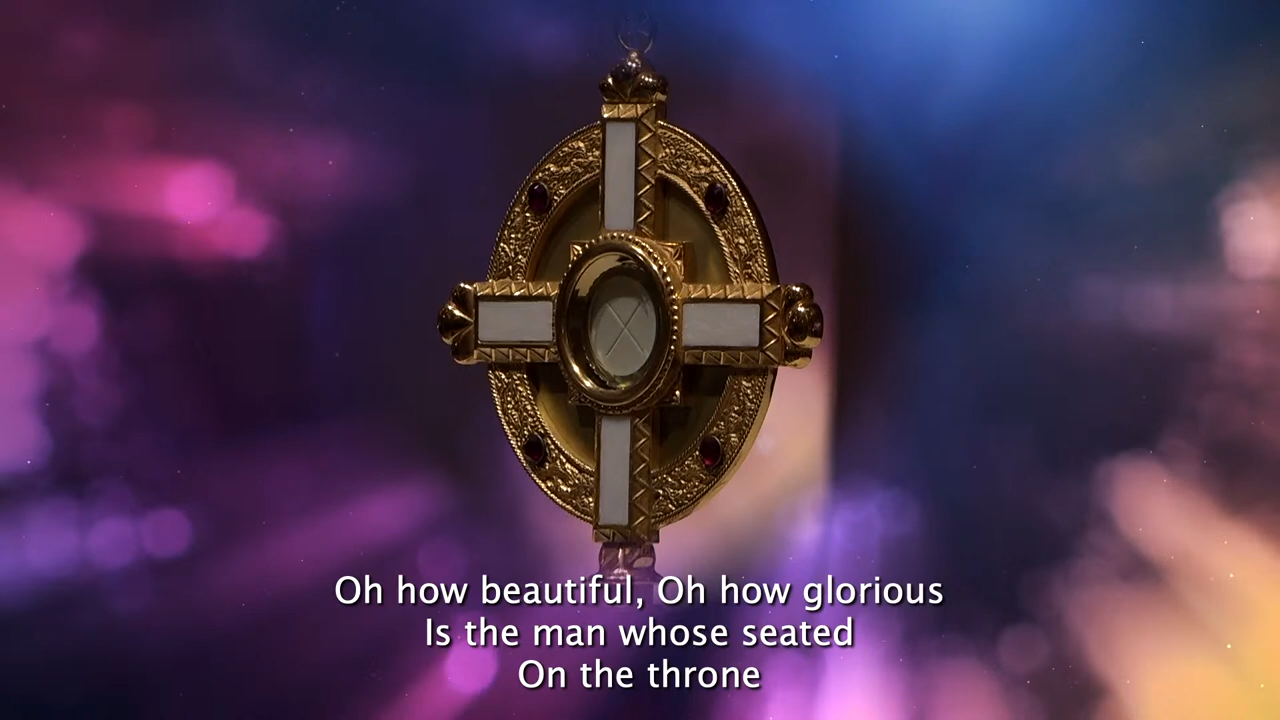 Oh how beautiful, Oh how glorious
Is the man whose seated
On the throne